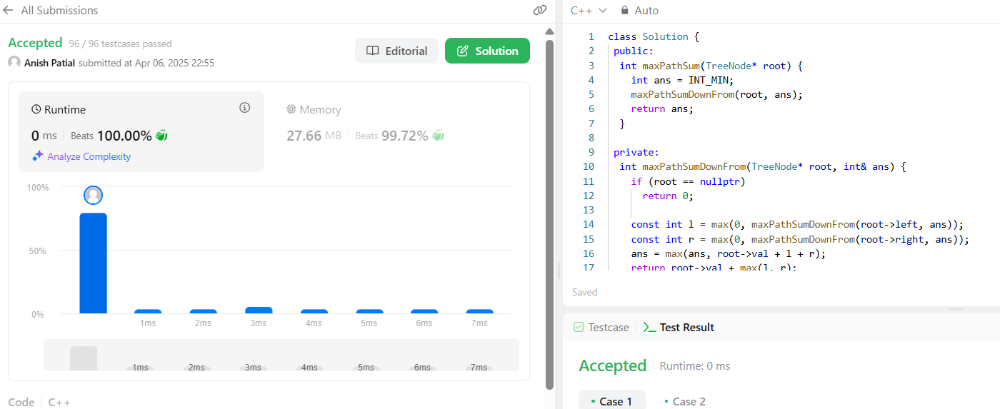 All Submissions
Accepted 96 / 96 testcases passed
Anish Patial submitted at Apr 06, 2025 22:55
Editorial
Solution
Runtime
0 ms Beats 100.00%
Analyze Complexity
Memory
27.66 MB Beats 99.72%
100%
50%
0%
1ms 2ms 3ms 4ms 5ms 6ms 7ms
1ms 2ms 3ms 4ms 5ms 6ms 7ms
Code C++
C++ Auto
1 class Solution {
2 public:
3 int maxPathSum(TreeNode* root) {
4 int ans = INT_MIN;
5 maxPathSumDownFrom(root, ans);
6 return ans;
7 }
8
9 private:
10 int maxPathSumDownFrom(TreeNode* root, int& ans) {
11 if (root == nullptr)
12 return 0;
13
14 const int l = max(0, maxPathSumDownFrom(root->left, ans));
15 const int r = max(0, maxPathSumDownFrom(root->right, ans));
16 ans = max(ans, root->val + l + r);
17 return root->val + max(l, r);
Saved
Testcase
Test Result
Accepted Runtime: 0 ms
Case 1 Case 2